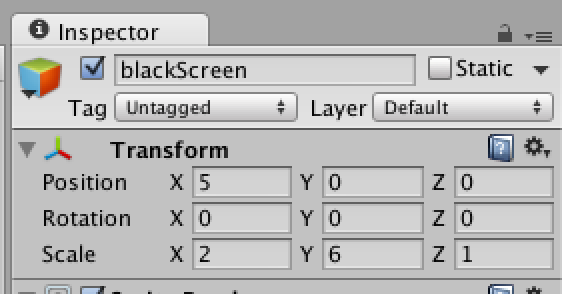 Inspector
blackScreen Static
Tag Untagged Layer Default
Transform
Position X 5 Y 0 Z 0
Rotation X 0 Y 0 Z 0
Scale X 2 Y 6 Z 1